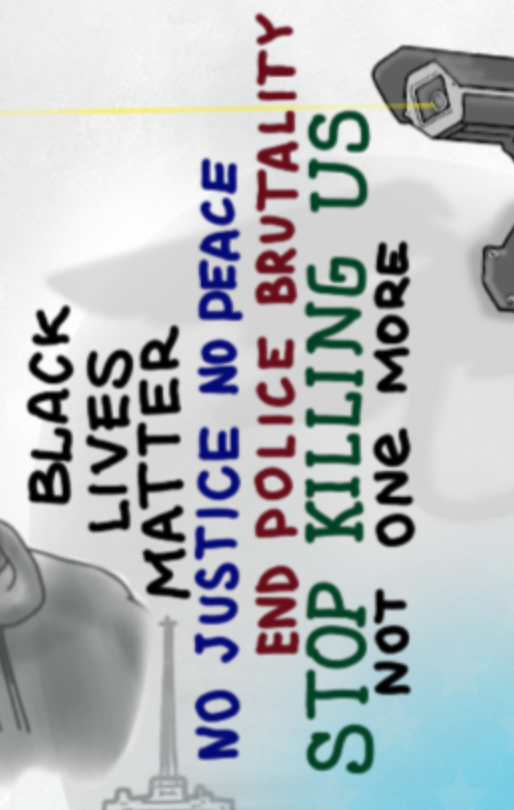 BLACK
LIVES
MATTER
NO JUSTICE NO PEACE
END POLICE BRUTALITY
STOP KILLING US
NOT ONe MORE